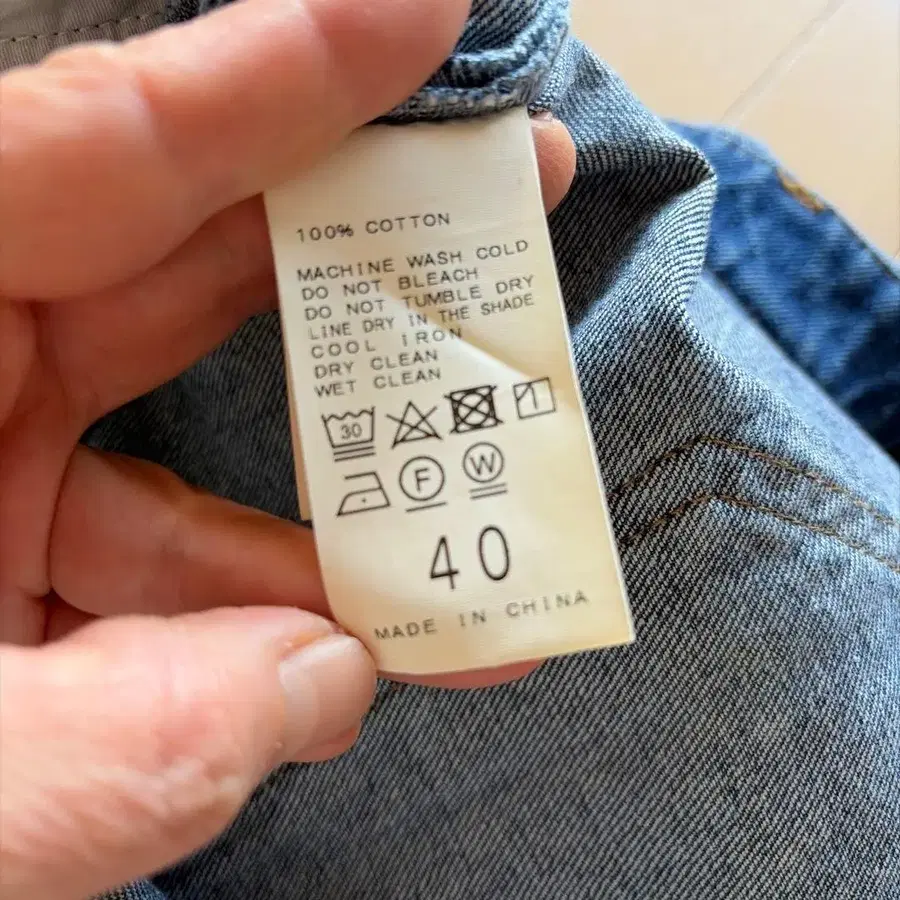 100% COTTON
MACHINE WASH COLD
DO NOT BLEACH
DO NOT TUMBLE DRY
LINE DRY IN THE SHADE
COOL IRON
DRY CLEAN
WET CLEAN
30
F W
40
MADE IN CHINA